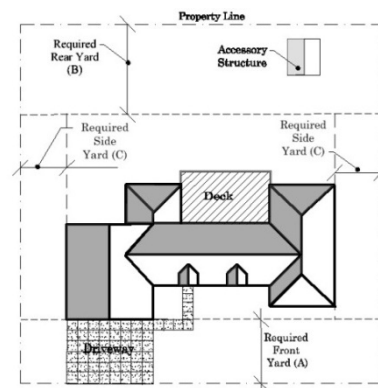 Property Line
Required
Rear Yard
(B)
Accessory
Structure
Required
Side
Yard (C)
Required
Side
Yard (C)
Deck
Driveway
Required
Front
Yard (A)